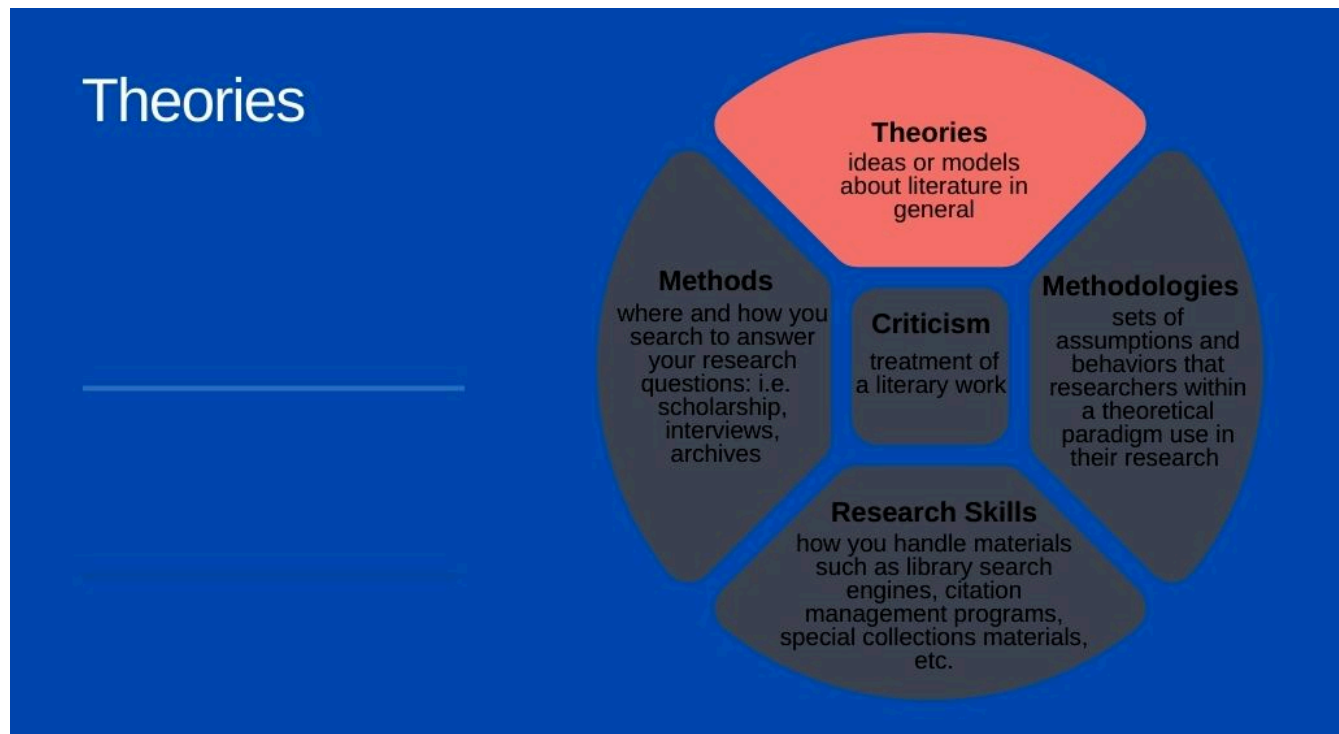 Theories
Theories
ideas or models
about literature in
general
Methods
where and how you
search to answer
your research
questions: i.e.
scholarship,
interviews,
archives
Criticism
treatment of
a literary work
Methodologies
sets of
assumptions and
behaviors that
researchers within
a theoretical
paradigm use in
their research
Research Skills
how you handle materials
such as library search
engines, citation
management programs,
special collections materials,
etc.